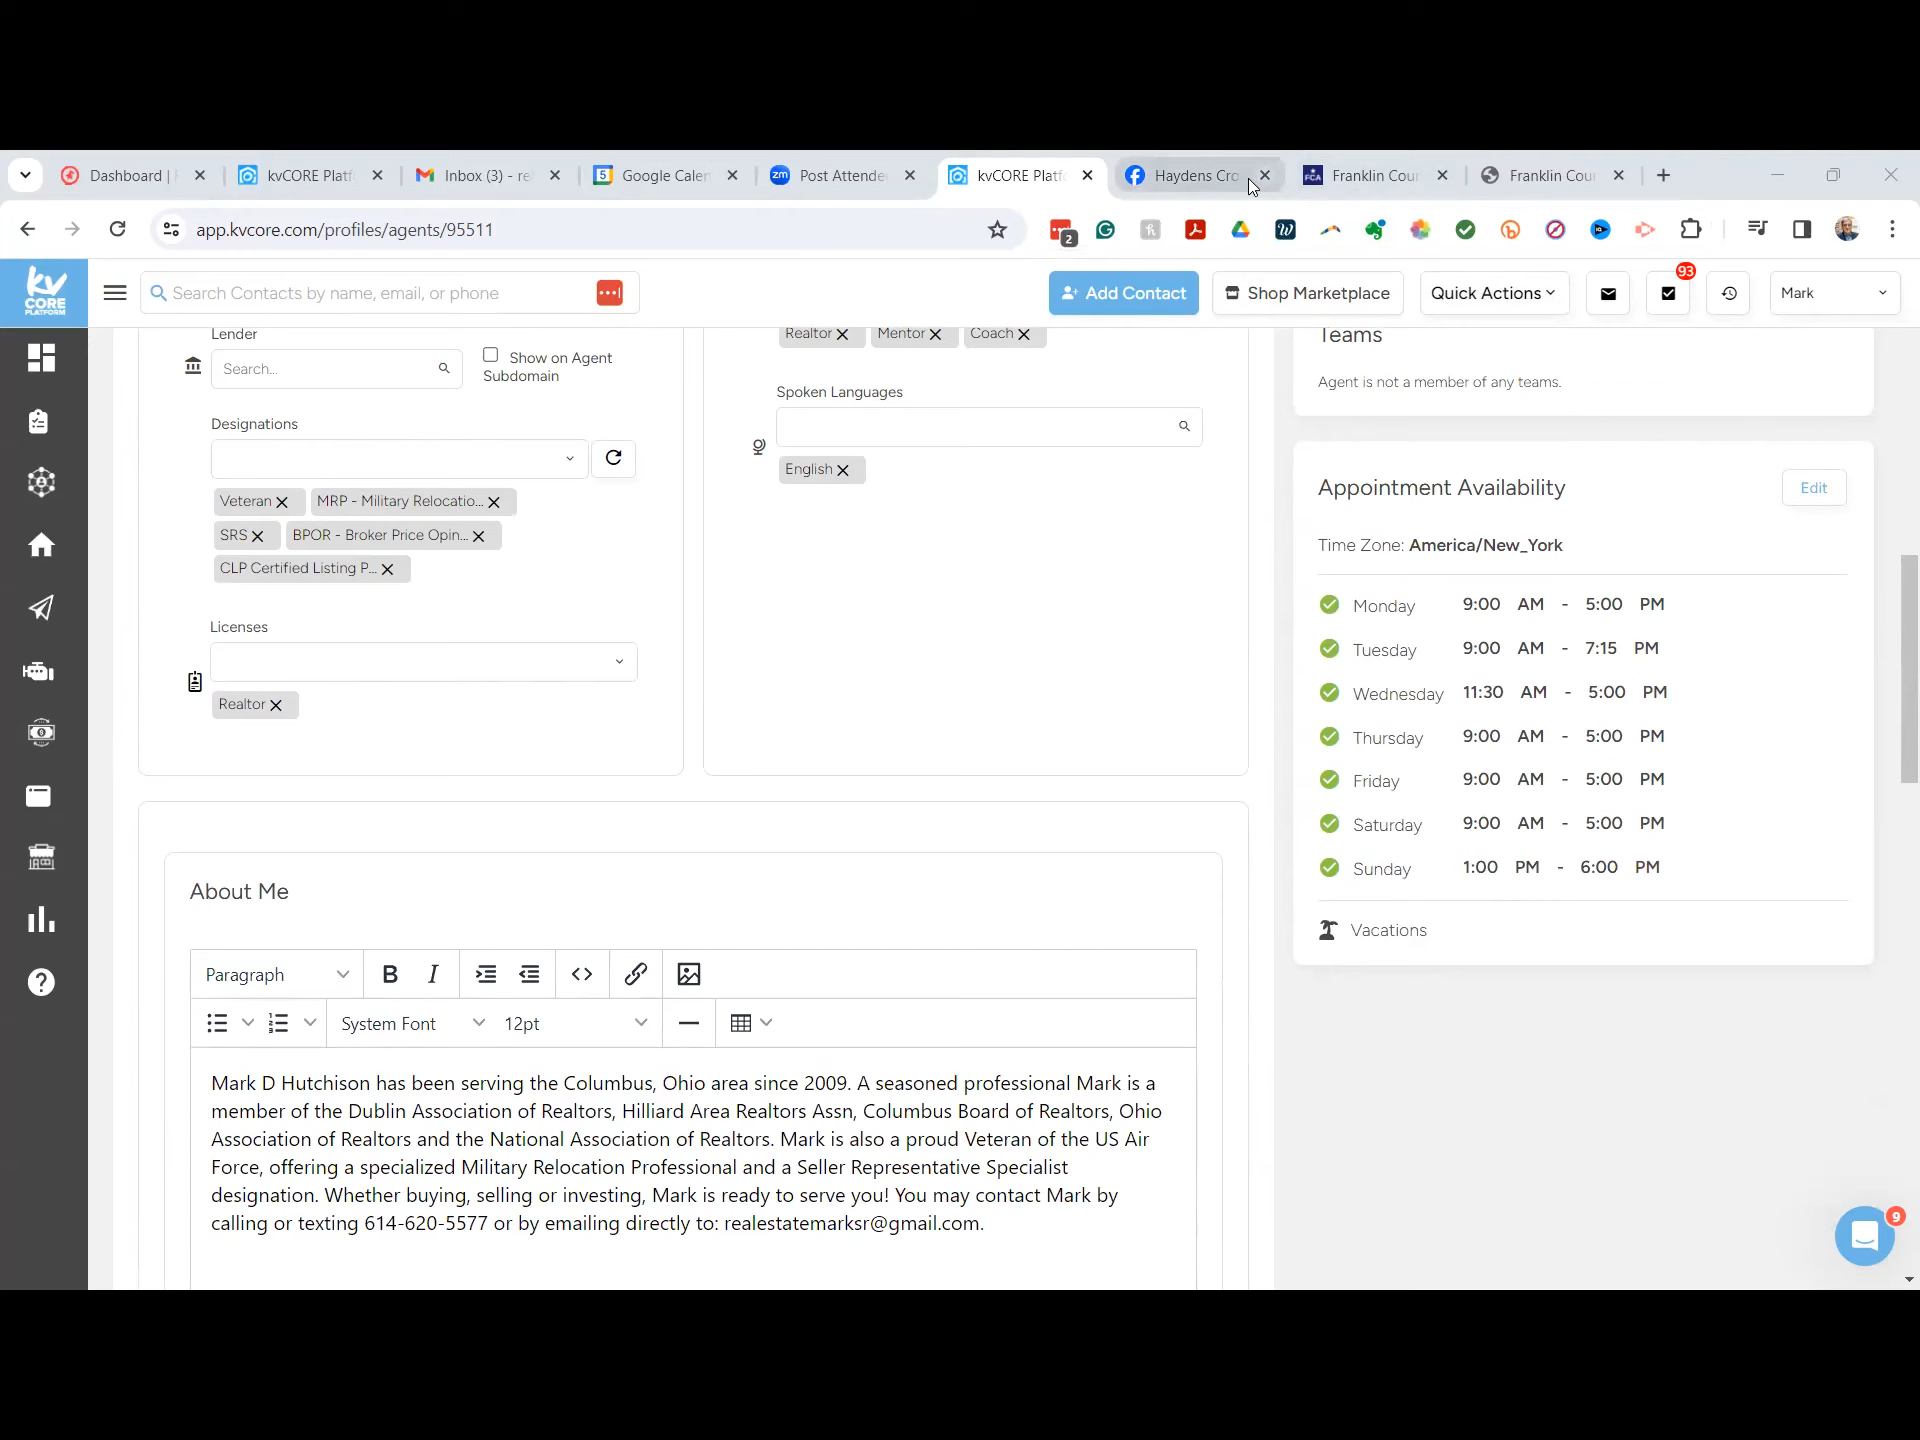 Dashboard |
kvCORE Platf
Inbox (3) - re
Google Calen
Post Attende
kvCORE Platf
Haydens Cro
Franklin Coun
Franklin Coun
app.kvcore.com/profiles/agents/95511
2
kv
CORE
PLATFORM
Search Contacts by name, email, or phone
Add Contact
Shop Marketplace
Quick Actions
93
Mark
Lender
Search...
Show on Agent
Subdomain
Designations
Veteran
MRP - Military Relocatio...
SRS
BPOR - Broker Price Opin...
CLP Certified Listing P...
Licenses
Realtor
Realtor
Mentor
Coach
Spoken Languages
English
Teams
Agent is not a member of any teams.
Appointment Availability
Edit
Time Zone: America/New_York
Monday 9:00 AM - 5:00 PM
Tuesday 9:00 AM - 7:15 PM
Wednesday 11:30 AM - 5:00 PM
Thursday 9:00 AM - 5:00 PM
Friday 9:00 AM - 5:00 PM
Saturday 9:00 AM - 5:00 PM
Sunday 1:00 PM - 6:00 PM
Vacations
About Me
Paragraph
B
I
System Font
12pt
Mark D Hutchison has been serving the Columbus, Ohio area since 2009. A seasoned professional Mark is a
member of the Dublin Association of Realtors, Hilliard Area Realtors Assn, Columbus Board of Realtors, Ohio
Association of Realtors and the National Association of Realtors. Mark is also a proud Veteran of the US Air
Force, offering a specialized Military Relocation Professional and a Seller Representative Specialist
designation. Whether buying, selling or investing, Mark is ready to serve you! You may contact Mark by
calling or texting 614-620-5577 or by emailing directly to: realestatemarksr@gmail.com.
9